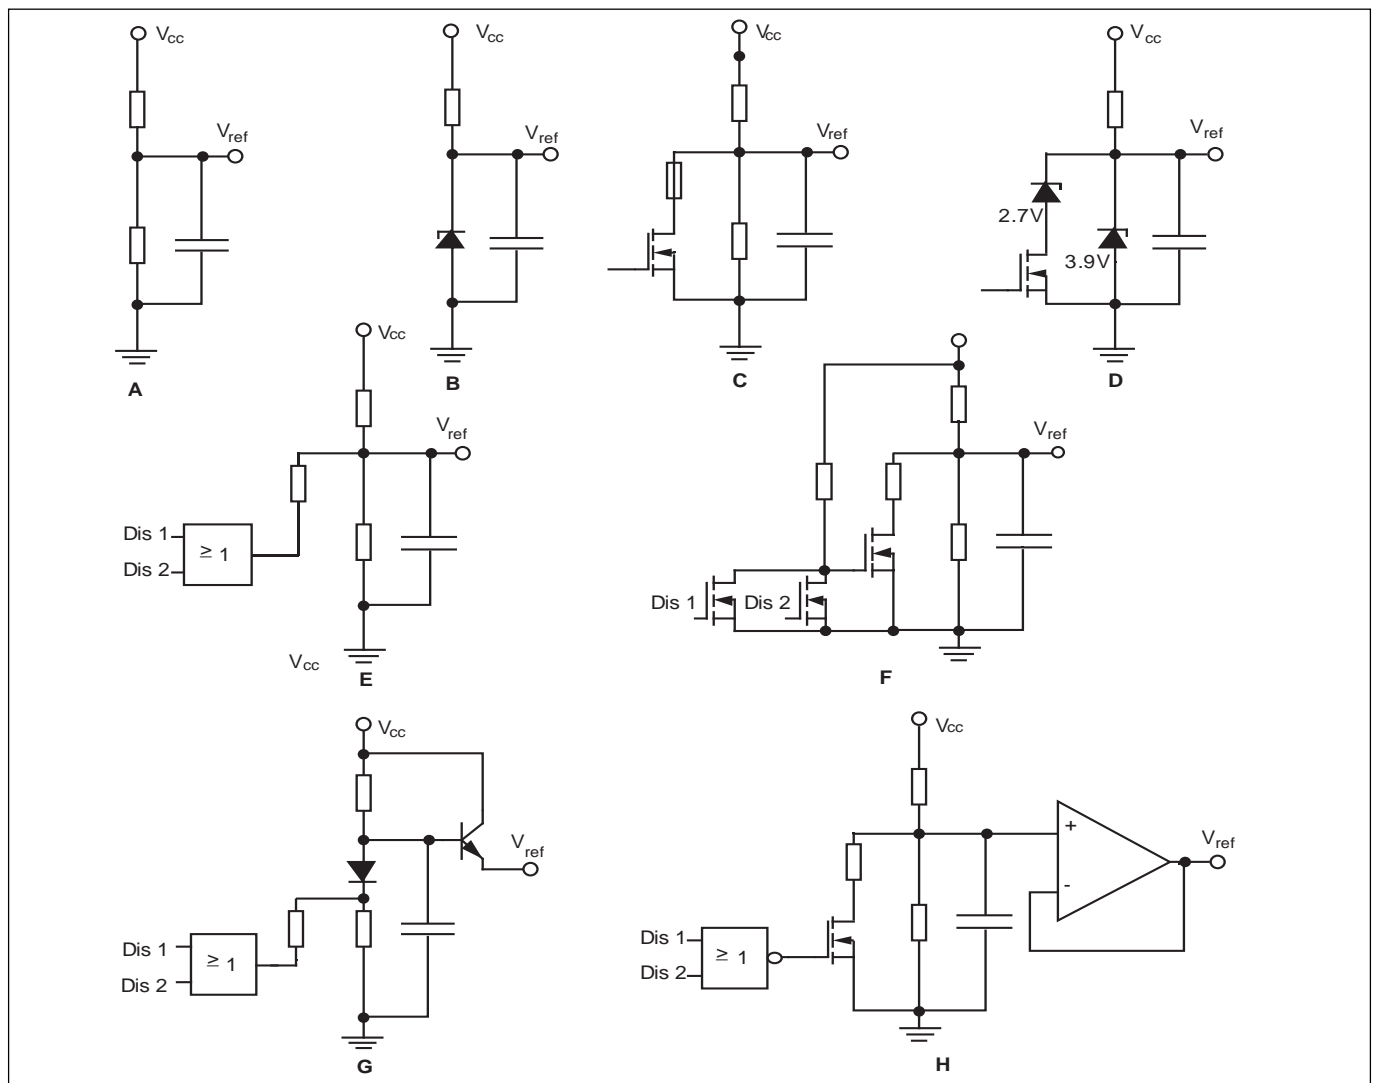 Vcc
Vref
A
Vcc
Vref
B
Vcc
Vref
C
Vcc
Vref
2.7V
3.9V
D
Vcc
Vref
Dis 1
Dis 2
≥ 1
Vcc
E
Vref
Dis 1
Dis 2
F
Vcc
Vref
Dis 1
Dis 2
≥ 1
G
Vcc
+
-
Vref
Dis 1
Dis 2
≥ 1
H